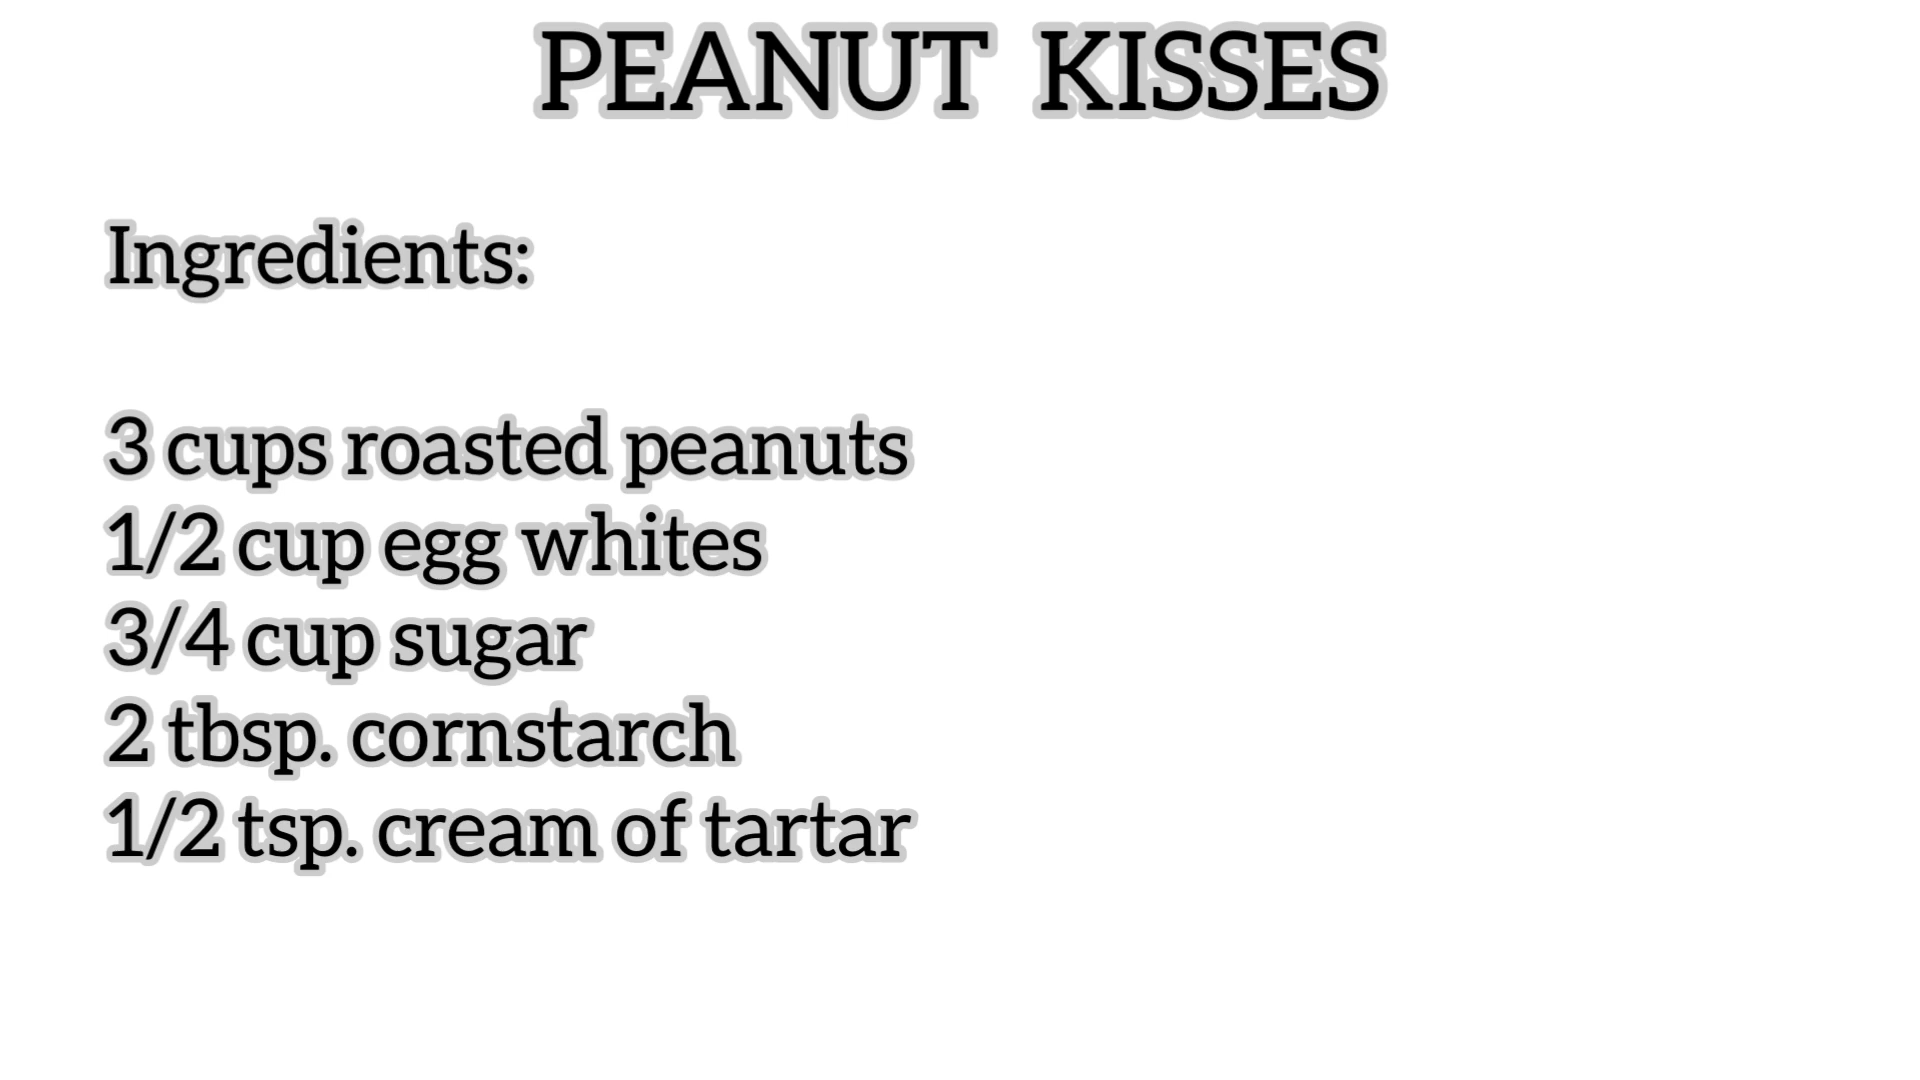 PEANUT KISSES
Ingredients:
3 cups roasted peanuts
1/2 cup egg whites
3/4 cup sugar
2 tbsp. cornstarch
1/2 tsp. cream of tartar